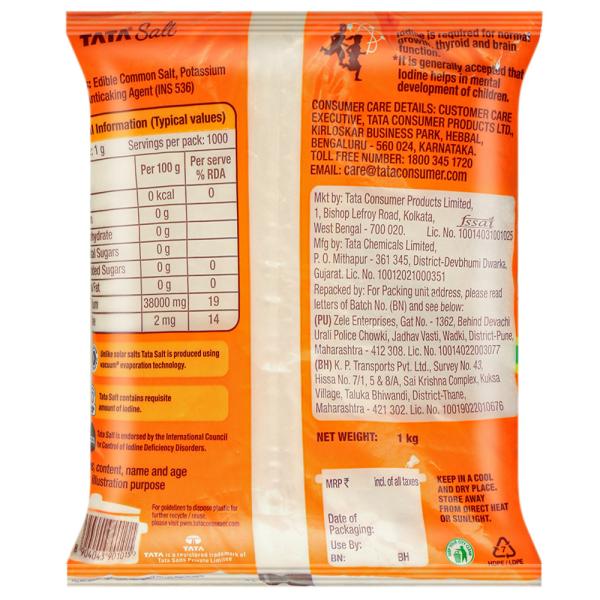 TATA Salt
Edible Common Salt, Potassium
Anticaking Agent (INS 536)
Information (Typical values)
1 g Servings per pack: 1000
Per 100 g Per serve % RDA
0 kcal 0
0 g
0 g
Sugars 0 g
Sugars 0 g 0
Fat 0 g 0
38000 mg 19
2 mg 14
Unlike solar salts Tata Salt is produced using
vacuum* evaporation technology.
Tata Salt contains requisite
amount of iodine.
Tata Salt is endorsed by the International Council
for Control of Iodine Deficiency Disorders.
content, name and age
illustration purpose
For guidelines to dispose plastic for
further recycle / reuse,
please visit www.tataconsumer.com
TATA
TATA is a registered trademark of
Tata Sons Private Limited
Iodine is required for normal
growth, thyroid and brain
function.
*It is generally accepted that
Iodine helps in mental
development of children.
CONSUMER CARE DETAILS: CUSTOMER CARE
EXECUTIVE, TATA CONSUMER PRODUCTS LTD.,
KIRLOSKAR BUSINESS PARK, HEBBAL,
BENGALURU - 560 024, KARNATAKA.
TOLL FREE NUMBER: 1800 345 1720
EMAIL: care@tataconsumer.com
Mkt by: Tata Consumer Products Limited,
1, Bishop Lefroy Road, Kolkata, fssai
West Bengal - 700 020. Lic. No. 10014031001025
Mfg by: Tata Chemicals Limited,
P. O. Mithapur - 361 345, District-Devbhumi Dwarka,
Gujarat. Lic. No. 10012021000351
Repacked by: For Packing unit address, please read
letters of Batch No. (BN) and see below:
(PU) Zele Enterprises, Gat No. - 1362, Behind Devachi
Urali Police Chowki, Jadhav Vasti, Wadki, District-Pune,
Maharashtra - 412 308. Lic. No. 10014022003077
(BH) K. P. Transports Pvt. Ltd., Survey No. 43,
Hissa No. 7/1, 5 & 8/A, Sai Krishna Complex, Kuksa
Village, Taluka Bhiwandi, District-Thane,
Maharashtra - 421 302. Lic. No. 10019022010676
NET WEIGHT: 1 kg
MRP ₹ incl. of all taxes
Date of
Packaging:
Use By:
BN: BH
KEEP IN A COOL
AND DRY PLACE.
STORE AWAY
FROM DIRECT HEAT
OR SUNLIGHT.
7
HDPE / LDPE